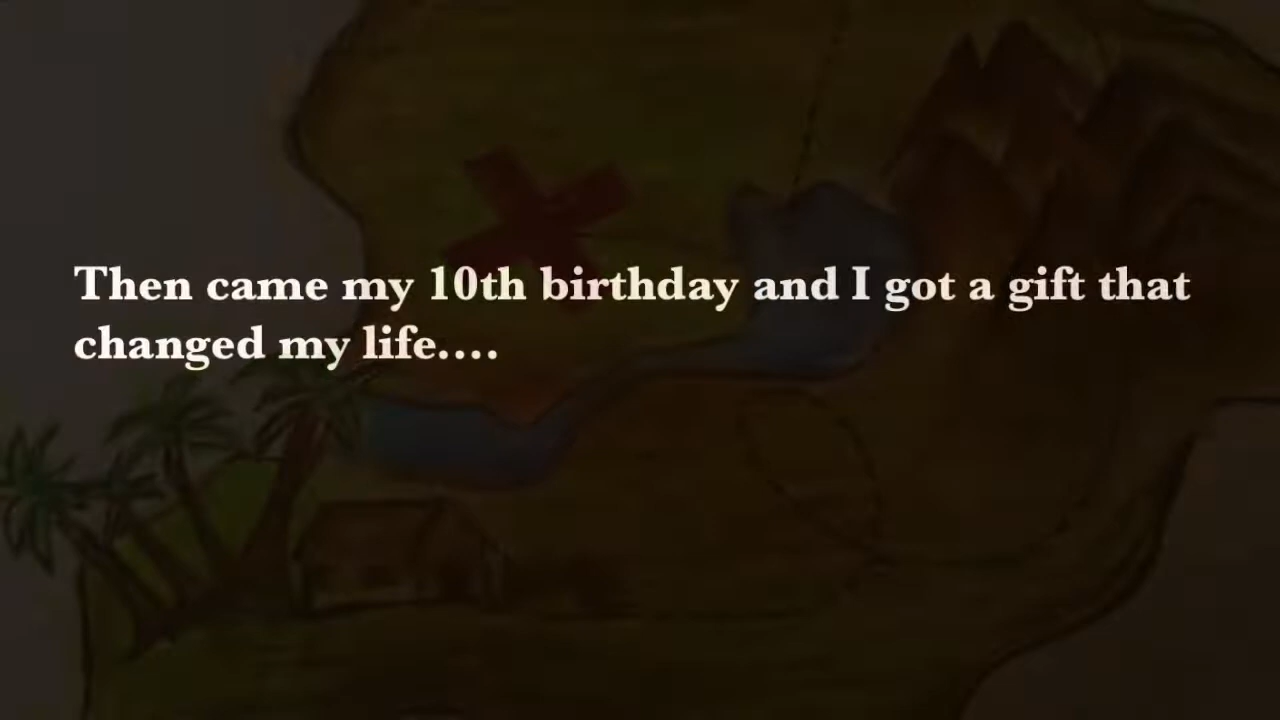 Then came my 10th birthday and I got a gift that
changed my life....